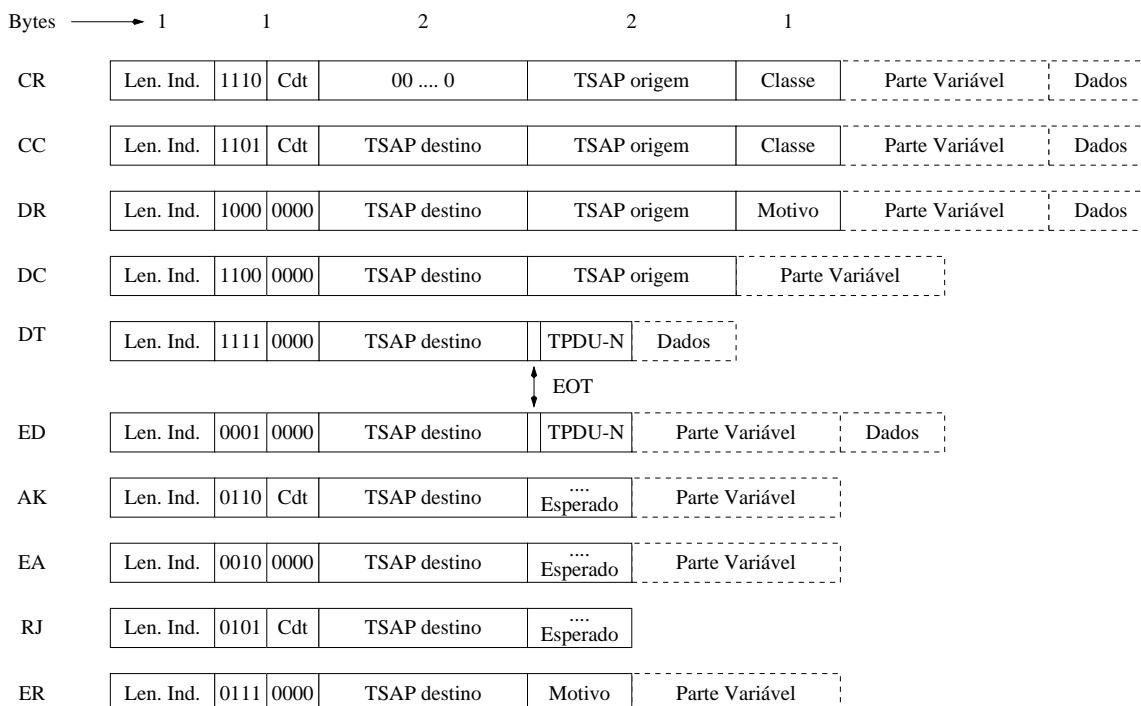 Bytes 1 1 2 2 1
CR Len. Ind. 1110 Cdt 00 .... 0 TSAP origem Classe Parte Variável Dados
CC Len. Ind. 1101 Cdt TSAP destino TSAP origem Classe Parte Variável Dados
DR Len. Ind. 1000 0000 TSAP destino TSAP origem Motivo Parte Variável Dados
DC Len. Ind. 1100 0000 TSAP destino TSAP origem Parte Variável
DT Len. Ind. 1111 0000 TSAP destino TPDU-N Dados
EOT
ED Len. Ind. 0001 0000 TSAP destino TPDU-N Parte Variável Dados
AK Len. Ind. 0110 Cdt TSAP destino .... Esperado Parte Variável
EA Len. Ind. 0010 0000 TSAP destino .... Esperado Parte Variável
RJ Len. Ind. 0101 Cdt TSAP destino .... Esperado
ER Len. Ind. 0111 0000 TSAP destino Motivo Parte Variável